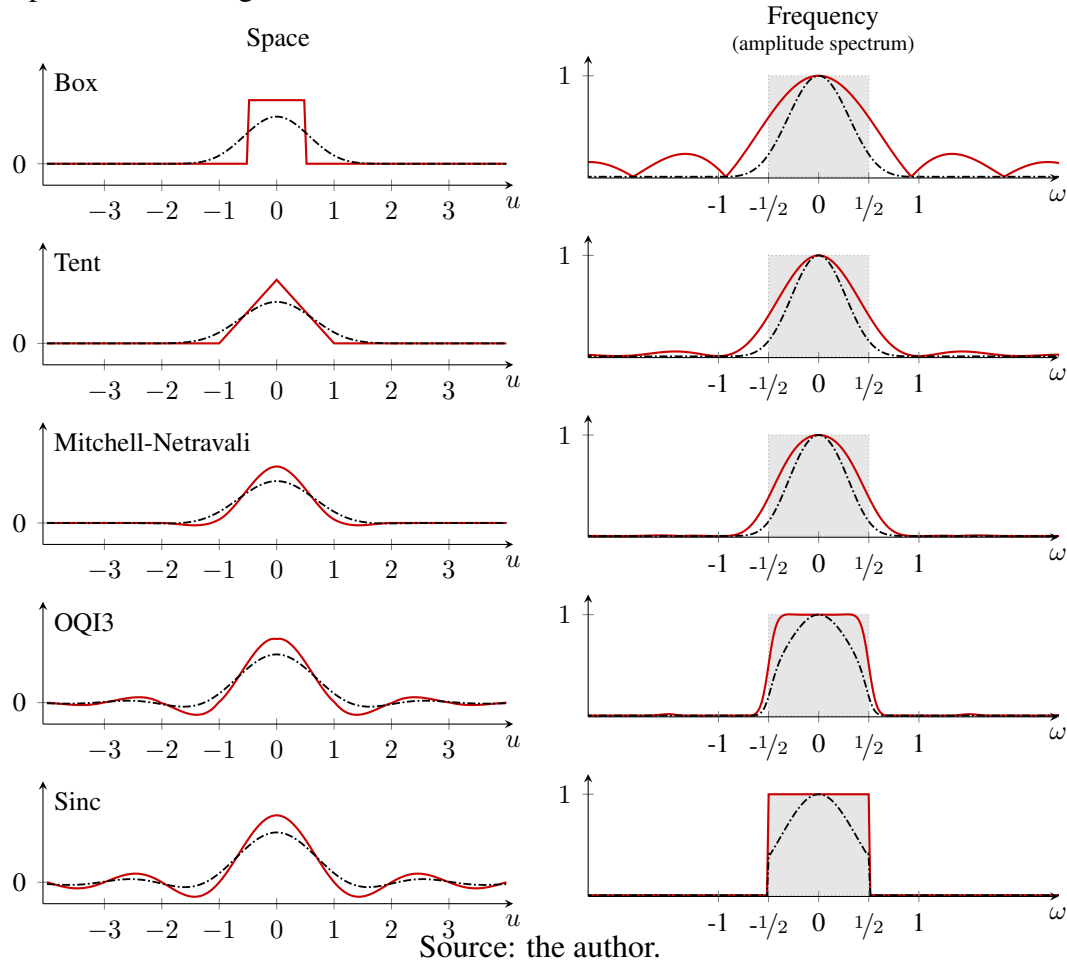 Space
Frequency
(amplitude spectrum)
Box
0
−3 −2 −1 0 1 2 3 u
1
-1 -1/2 0 1/2 1 ω
Tent
0
−3 −2 −1 0 1 2 3 u
1
-1 -1/2 0 1/2 1 ω
Mitchell-Netravali
0
−3 −2 −1 0 1 2 3 u
1
-1 -1/2 0 1/2 1 ω
OQI3
0
−3 −2 −1 0 1 2 3 u
1
-1 -1/2 0 1/2 1 ω
Sinc
0
−3 −2 −1 0 1 2 3 u
1
-1 -1/2 0 1/2 1 ω
Source: the author.